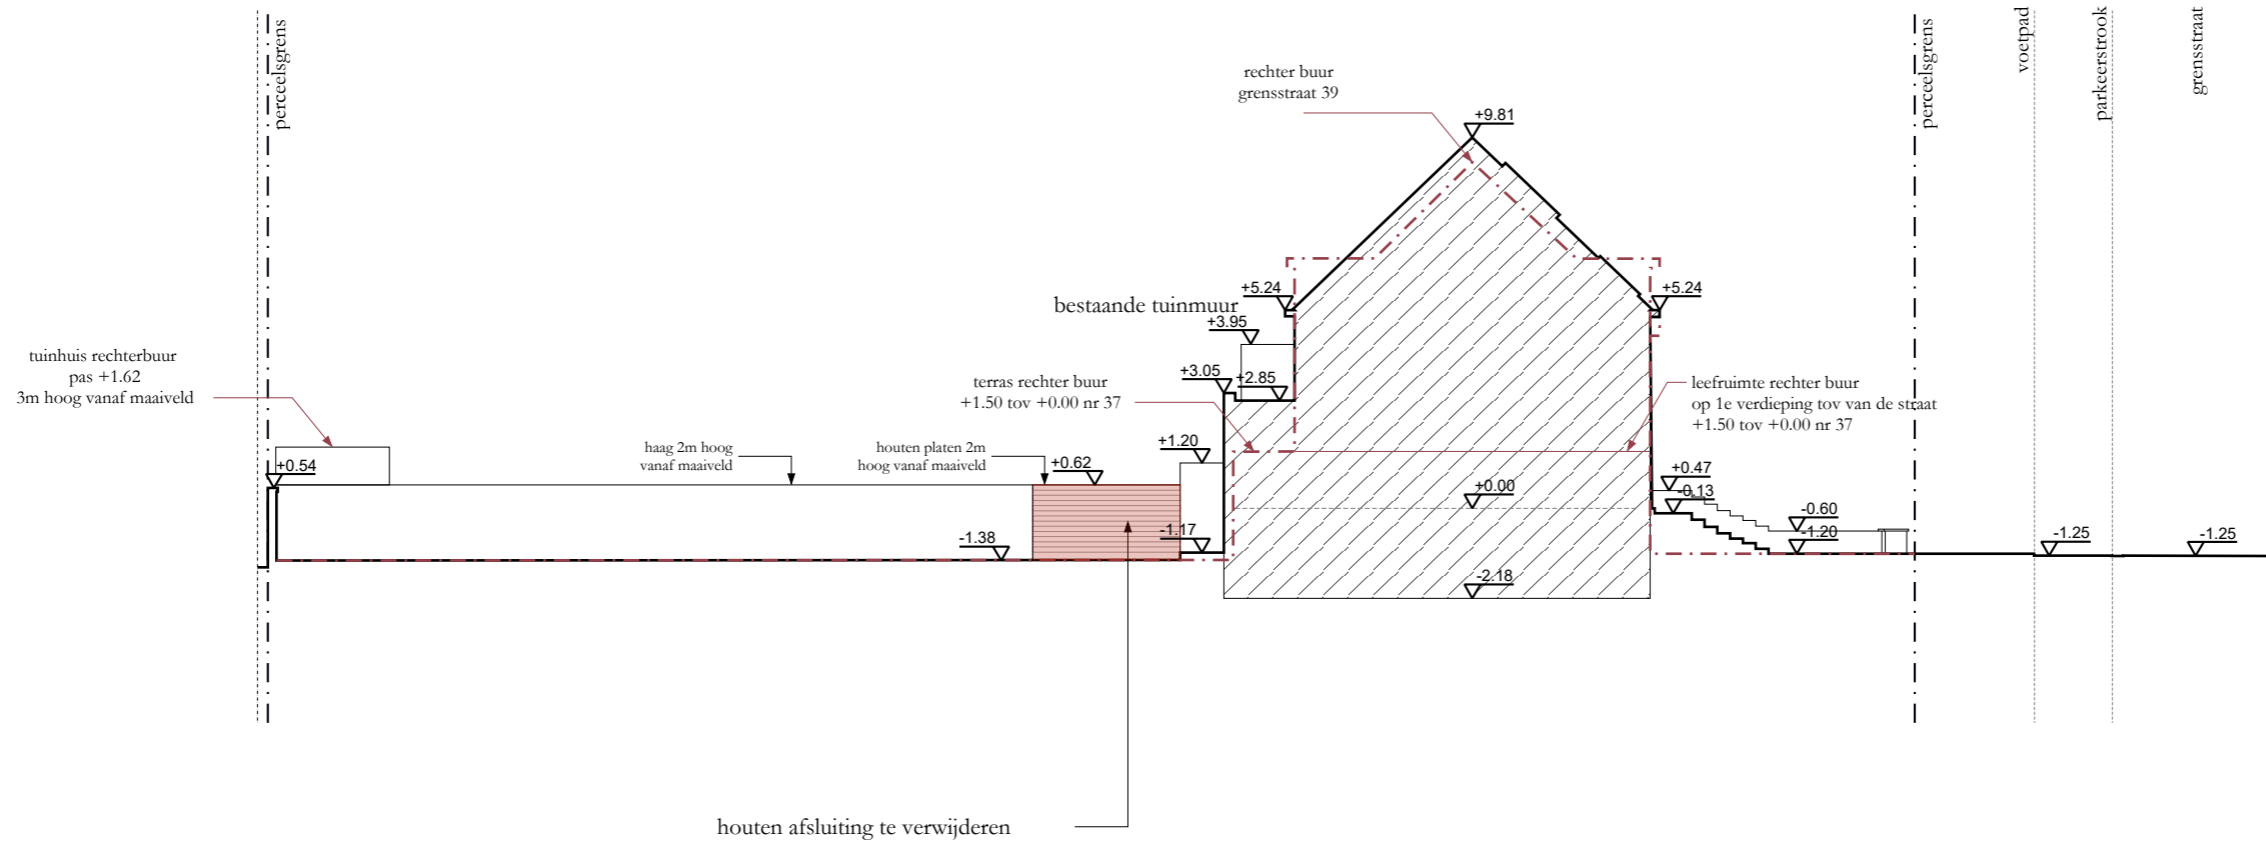 perceelsgrens
perceelsgrens
voetpad
parkeerstrook
grensstraat
rechter buur
grensstraat 39
+9.81
+5.24
bestaande tuinmuur
+5.24
+3.95
tuinhuis rechterbuur
pas +1.62
3m hoog vanaf maaiveld
terras rechter buur
+1.50 tov +0.00 nr 37
+3.05
+2.85
leefruimte rechter buur
op 1e verdieping tov van de straat
+1.50 tov +0.00 nr 37
+0.54
haag 2m hoog
vanaf maaiveld
houten platen 2m
hoog vanaf maaiveld
+0.62
+1.20
+0.47
+0.00
-0.13
-0.60
-1.38
-1.17
-1.20
-1.25
-1.25
-2.18
houten afsluiting te verwijderen